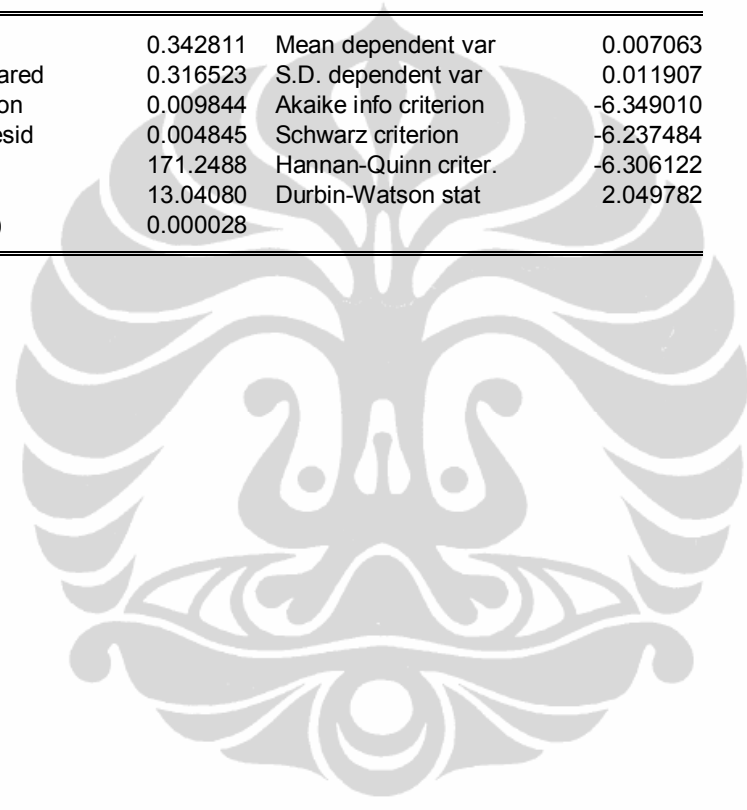 0.342811 Mean dependent var 0.007063
ared 0.316523 S.D. dependent var 0.011907
on 0.009844 Akaike info criterion -6.349010
esid 0.004845 Schwarz criterion -6.237484
171.2488 Hannan-Quinn criter. -6.306122
13.04080 Durbin-Watson stat 2.049782
) 0.000028